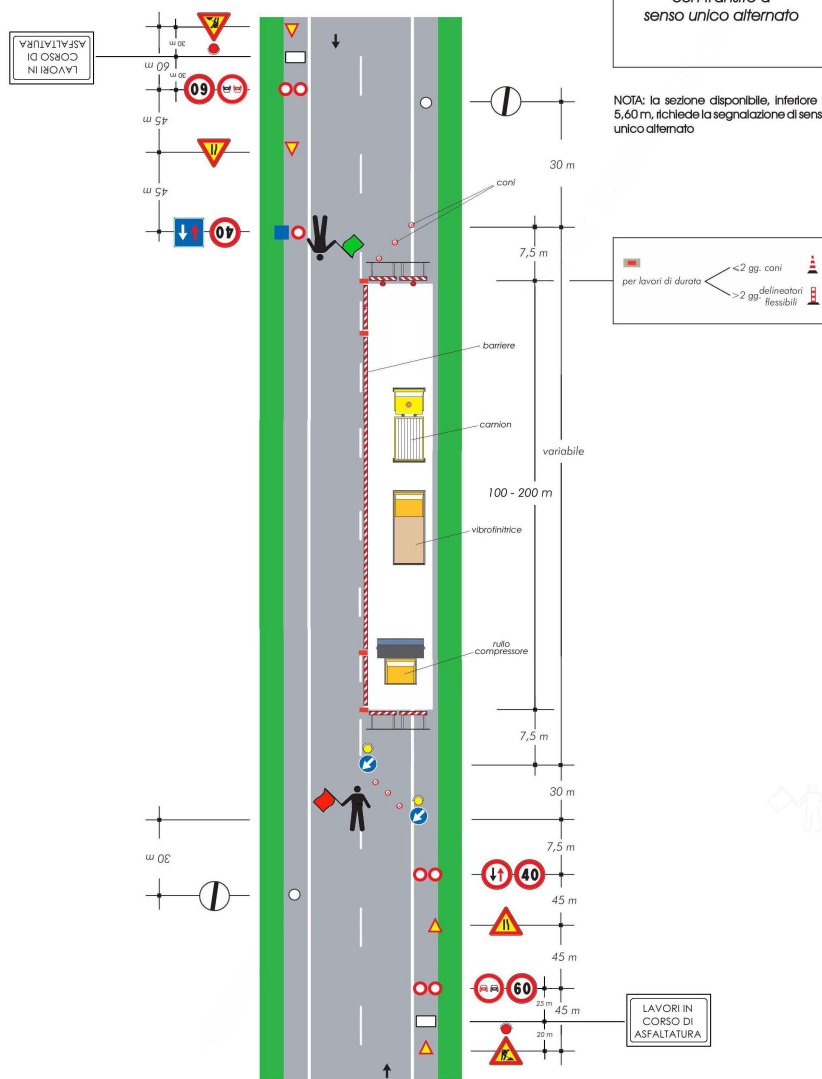 con transito a
senso unico alternato
NOTA: la sezione disponibile, inferiore
5,60 m, richiede la segnalazione di sens
unico alternato
LAVORI IN
CORSO DI
ASFALTATURA
30 m
30 m
60 m
60
45 m
45 m
40
coni
30 m
7,5 m
per lavori di durata
≤2 gg. coni
>2 gg. delineatori
flessibili
barriere
camion
variabile
100 - 200 m
vibrofinitrice
rullo
compressore
7,5 m
30 m
7,5 m
30 m
40
45 m
45 m
60
25 m
45 m
20 m
LAVORI IN
CORSO DI
ASFALTATURA